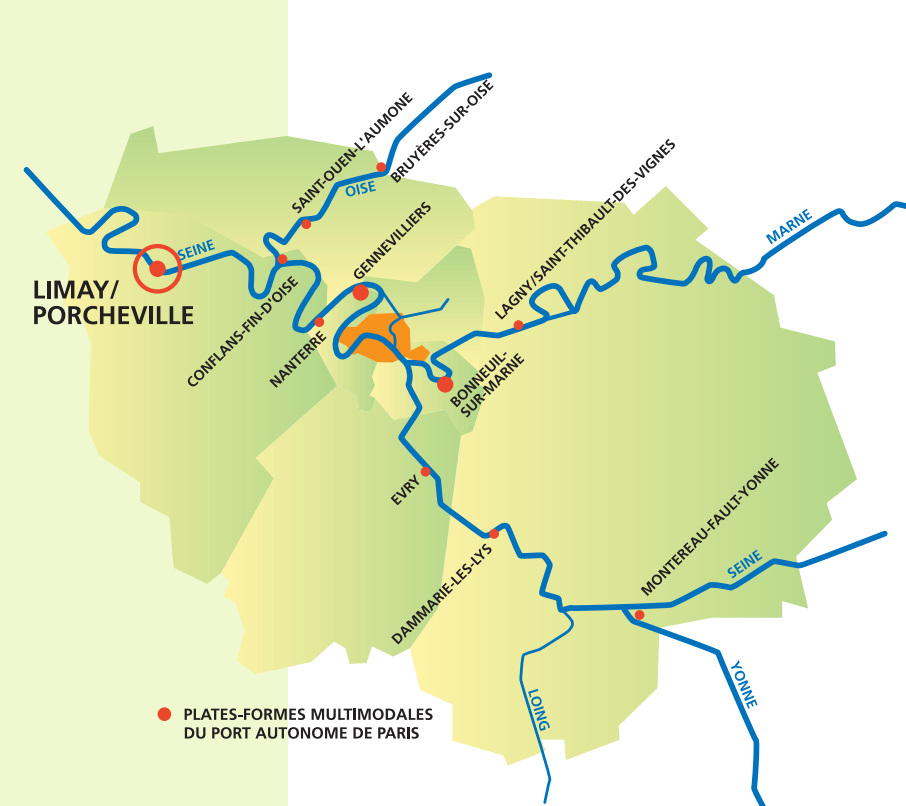 SAINT-OUEN-L'AUMONE
BRUYÈRES-SUR-OISE
OISE
GENNEVILLIERS
LAGNY/SAINT-THIBAULT-DES-VIGNES
MARNE
SEINE
LIMAY/
PORCHEVILLE
CONFLANS-FIN-D'OISE
NANTERRE
BONNEUIL-
SUR-MARNE
EVRY
DAMMARIE-LES-LYS
MONTEREAU-FAULT-YONNE
SEINE
YONNE
LOING
PLATES-FORMES MULTIMODALES
DU PORT AUTONOME DE PARIS